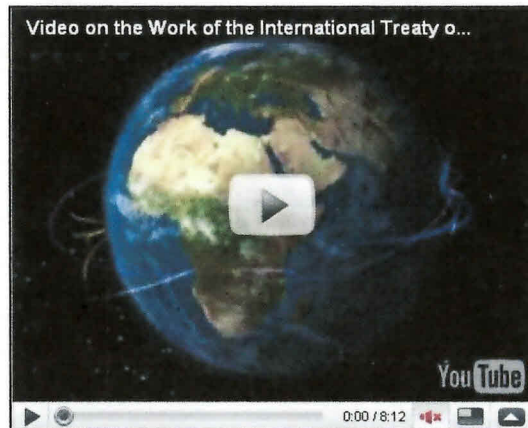 Video on the Work of the International Treaty o...
YouTube
0:00 / 8:12